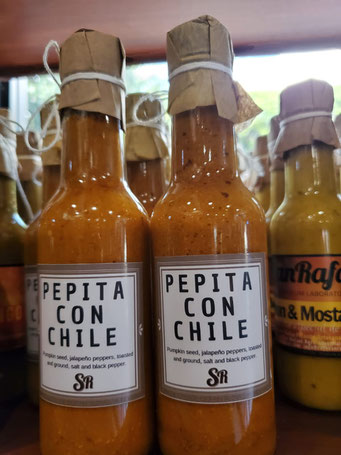 PEPITA
CON
CHILE
Pumpkin seed, jalapeño peppers, toasted
and ground, salt and black pepper.
SR
PEPITA
CON
CHILE
Pumpkin seed, jalapeño peppers, toasted
and ground, salt and black pepper.
SR
anRafa
& Mosta